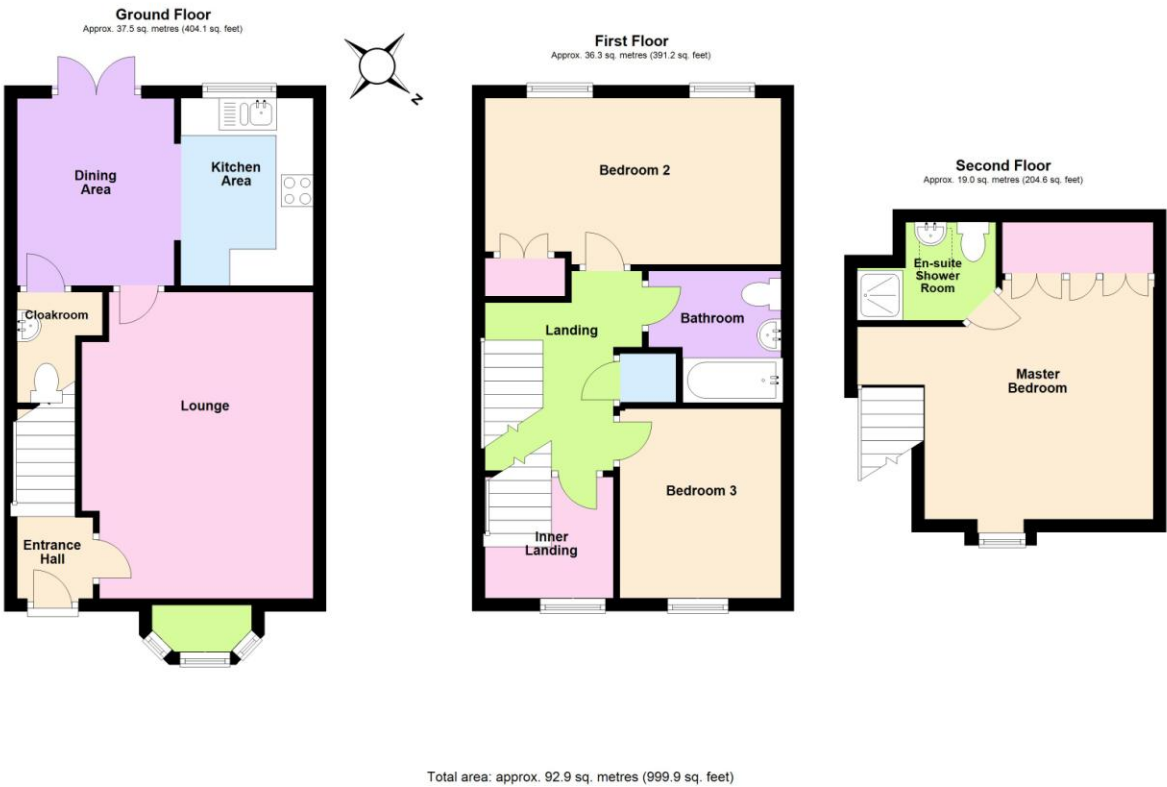 Ground Floor
Approx. 37.5 sq. metres (404.1 sq. feet)
Dining
Area
Kitchen
Area
Cloakroom
Lounge
Entrance
Hall
N
First Floor
Approx. 36.3 sq. metres (391.2 sq. feet)
Bedroom 2
Landing
Bathroom
Bedroom 3
Inner
Landing
Second Floor
Approx. 19.0 sq. metres (204.6 sq. feet)
En-suite
Shower
Room
Master
Bedroom
Total area: approx. 92.9 sq. metres (999.9 sq. feet)